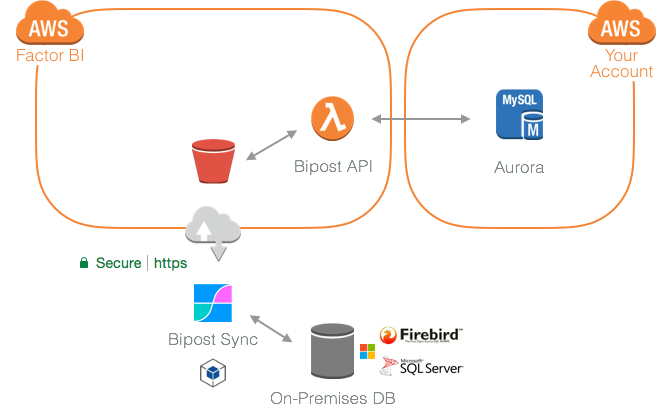 AWS
Factor BI
AWS
Your
Account
MySQL
M
Bipost API
Aurora
Secure | https
Bipost Sync
Firebird™
Microsoft
SQL Server
On-Premises DB